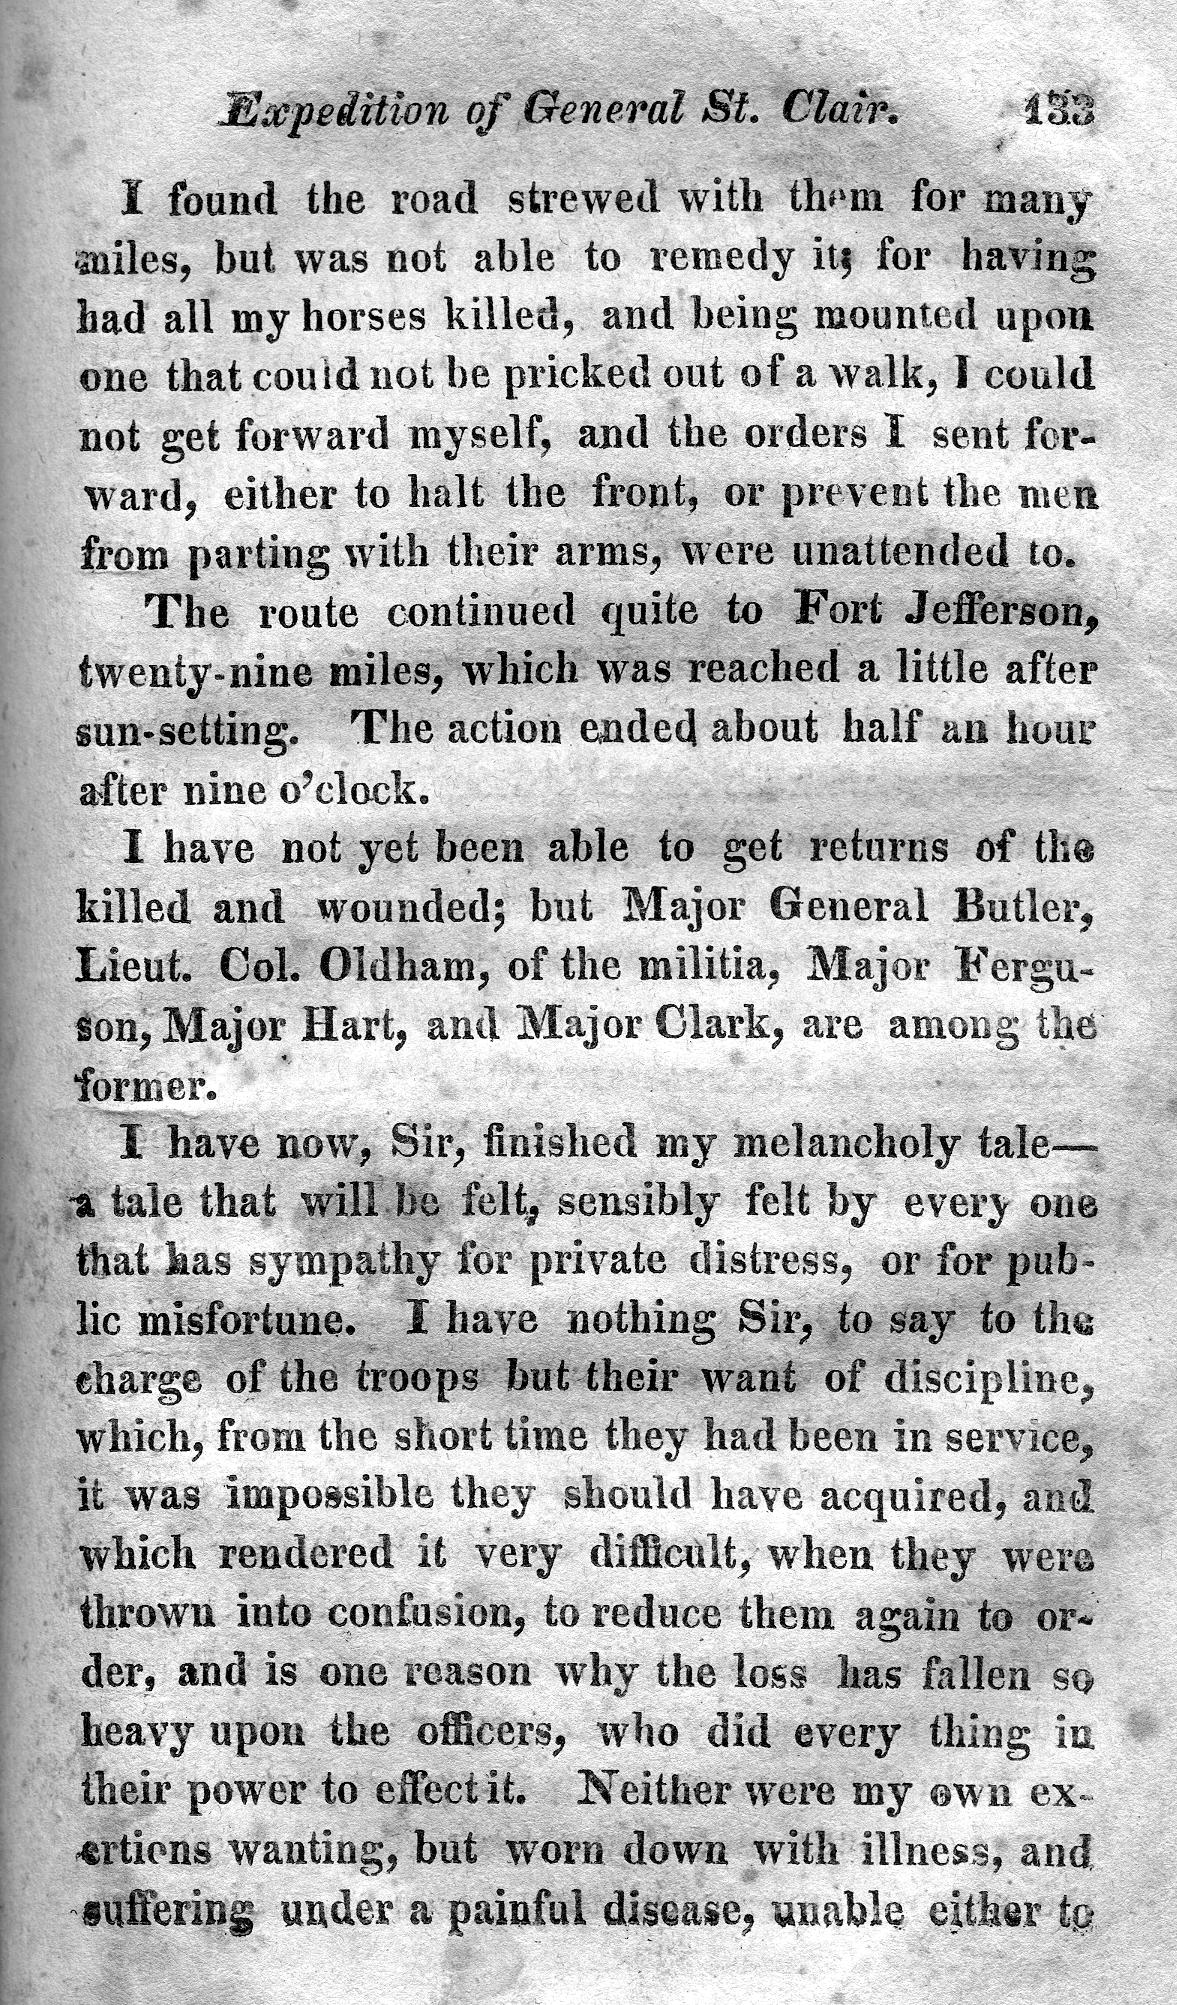 Expedition of General St. Clair. 133
I found the road strewed with them for many
miles, but was not able to remedy it; for having
had all my horses killed, and being mounted upon
one that could not be pricked out of a walk, I could
not get forward myself, and the orders I sent for-
ward, either to halt the front, or prevent the men
from parting with their arms, were unattended to.
The route continued quite to Fort Jefferson,
twenty-nine miles, which was reached a little after
sun-setting. The action ended about half an hour
after nine o'clock.
I have not yet been able to get returns of the
killed and wounded; but Major General Butler,
Lieut. Col. Oldham, of the militia, Major Fergu-
son, Major Hart, and Major Clark, are among the
former.
I have now, Sir, finished my melancholy tale—
a tale that will be felt, sensibly felt by every one
that has sympathy for private distress, or for pub-
lic misfortune. I have nothing Sir, to say to the
charge of the troops but their want of discipline,
which, from the short time they had been in service,
it was impossible they should have acquired, and
which rendered it very difficult, when they were
thrown into confusion, to reduce them again to or-
der, and is one reason why the loss has fallen so
heavy upon the officers, who did every thing in
their power to effect it. Neither were my own ex-
ertions wanting, but worn down with illness, and
suffering under a painful disease, unable either to